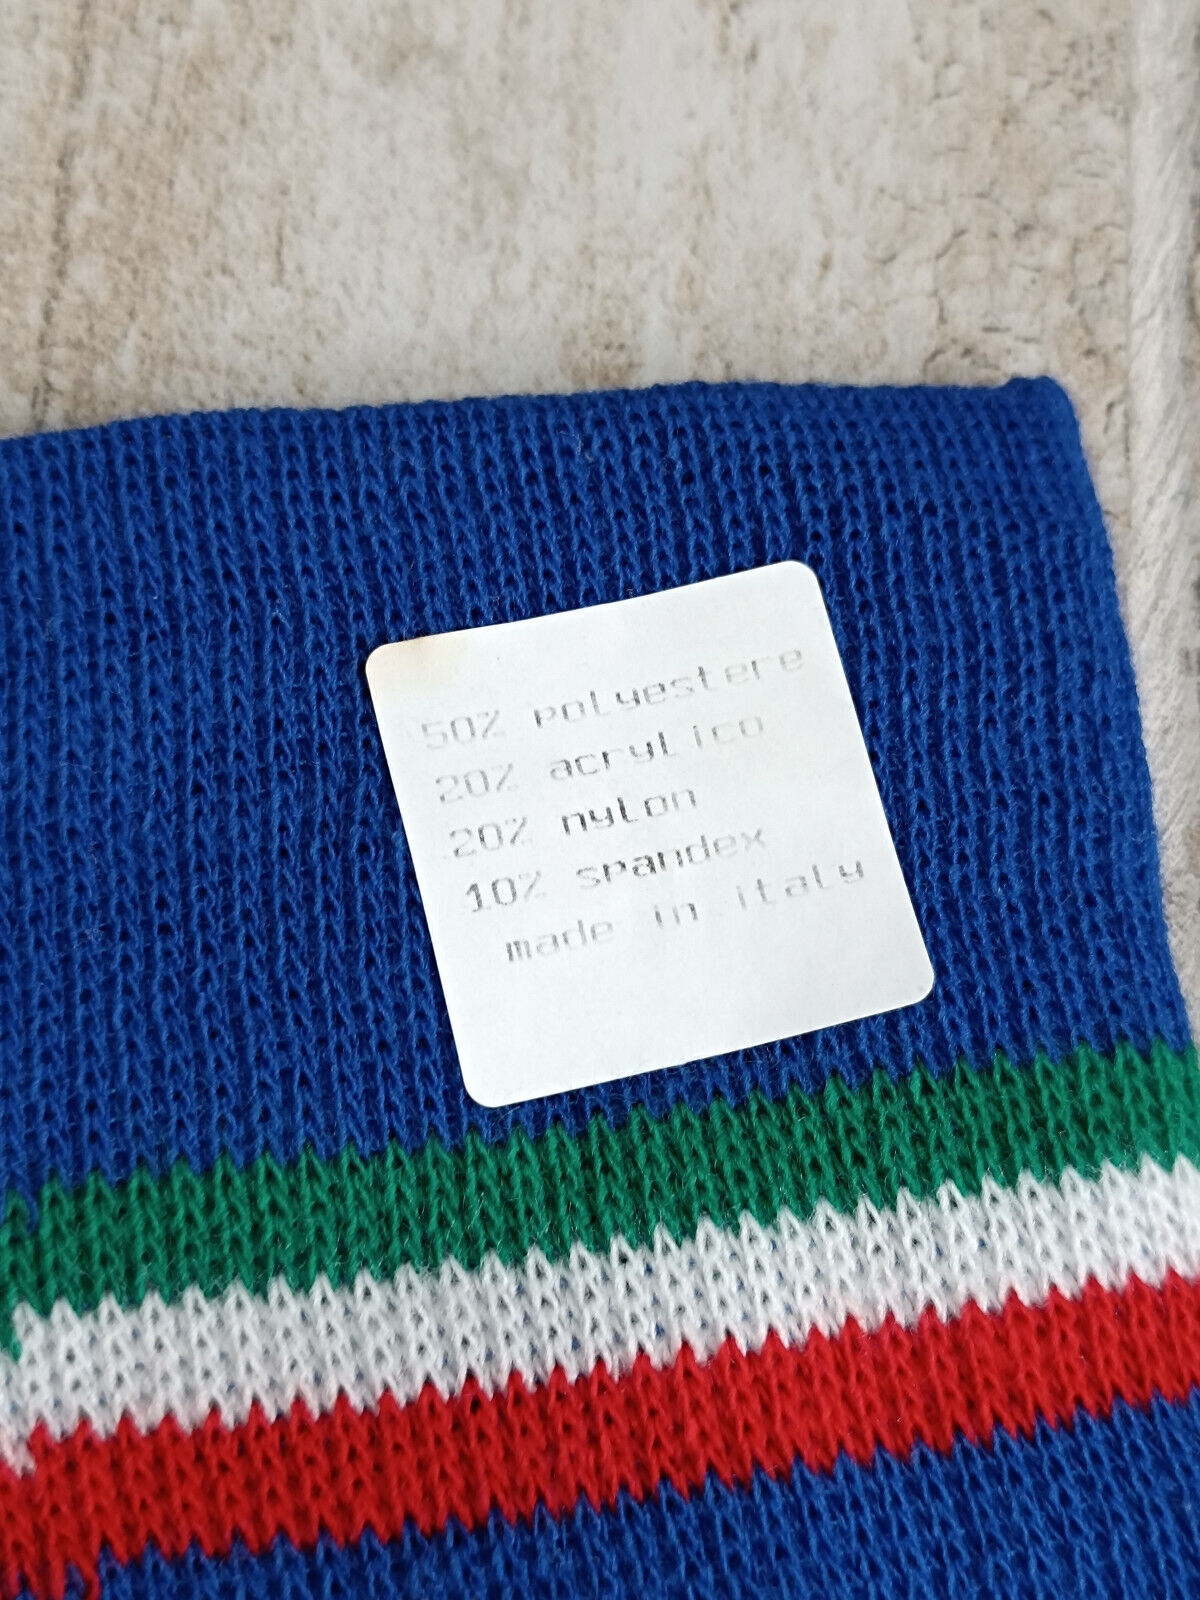 50% polyestere
20% acrylico
20% nylon
10% spandex
made in italy